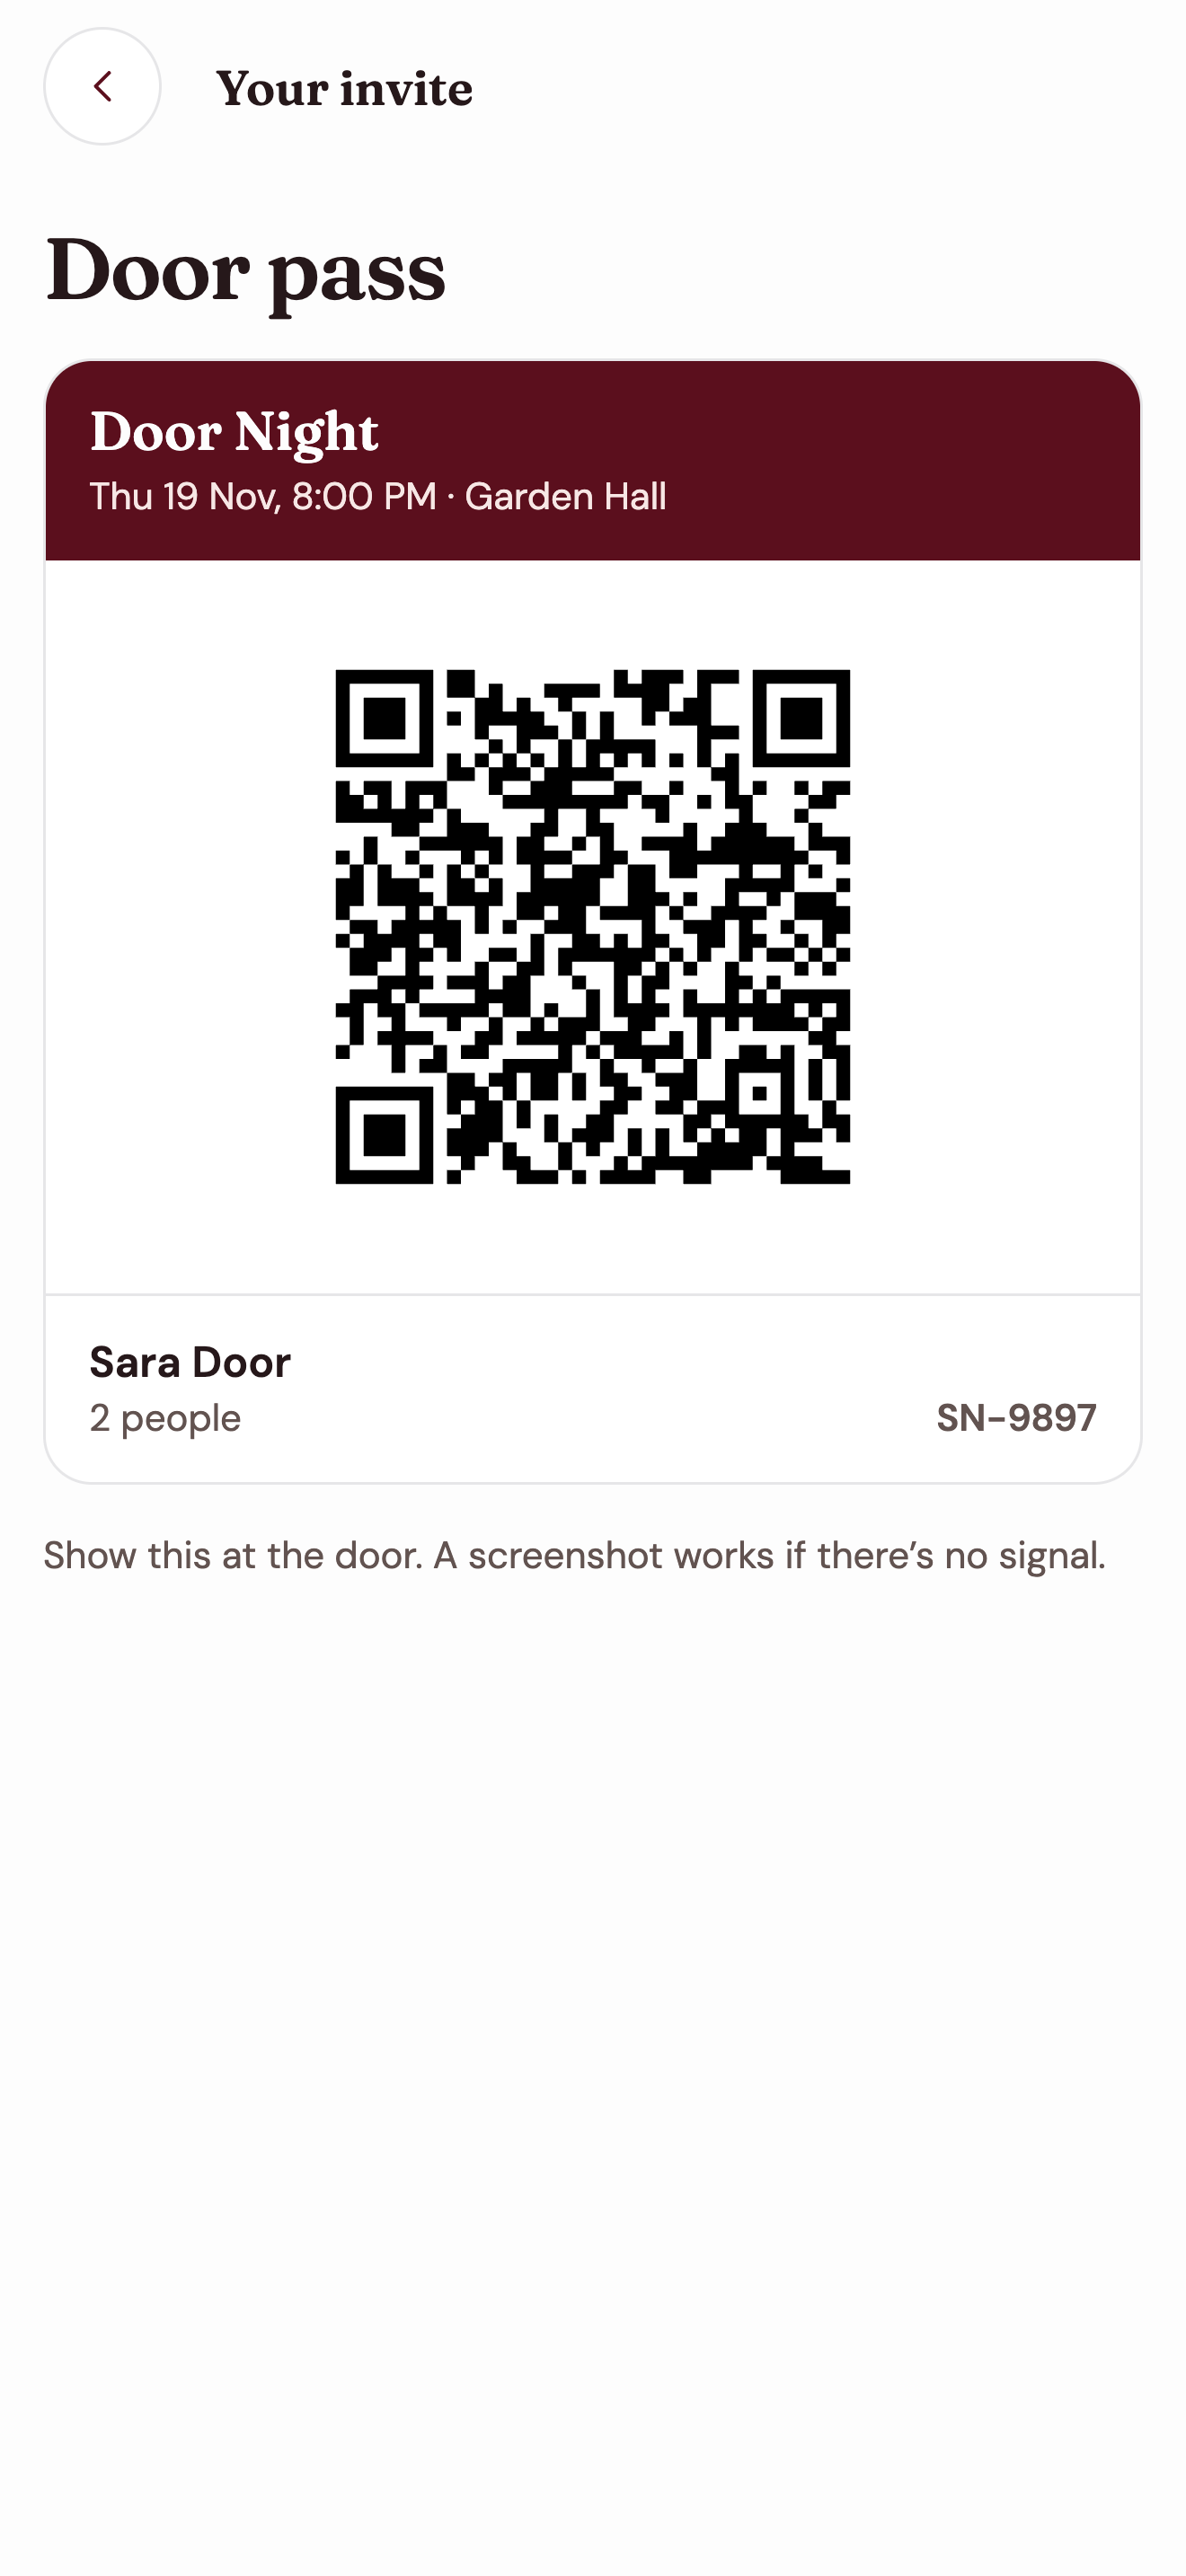 Your invite
Door pass
Door Night
Thu 19 Nov, 8:00 PM · Garden Hall
Sara Door
2 people
SN-9897
Show this at the door. A screenshot works if there’s no signal.